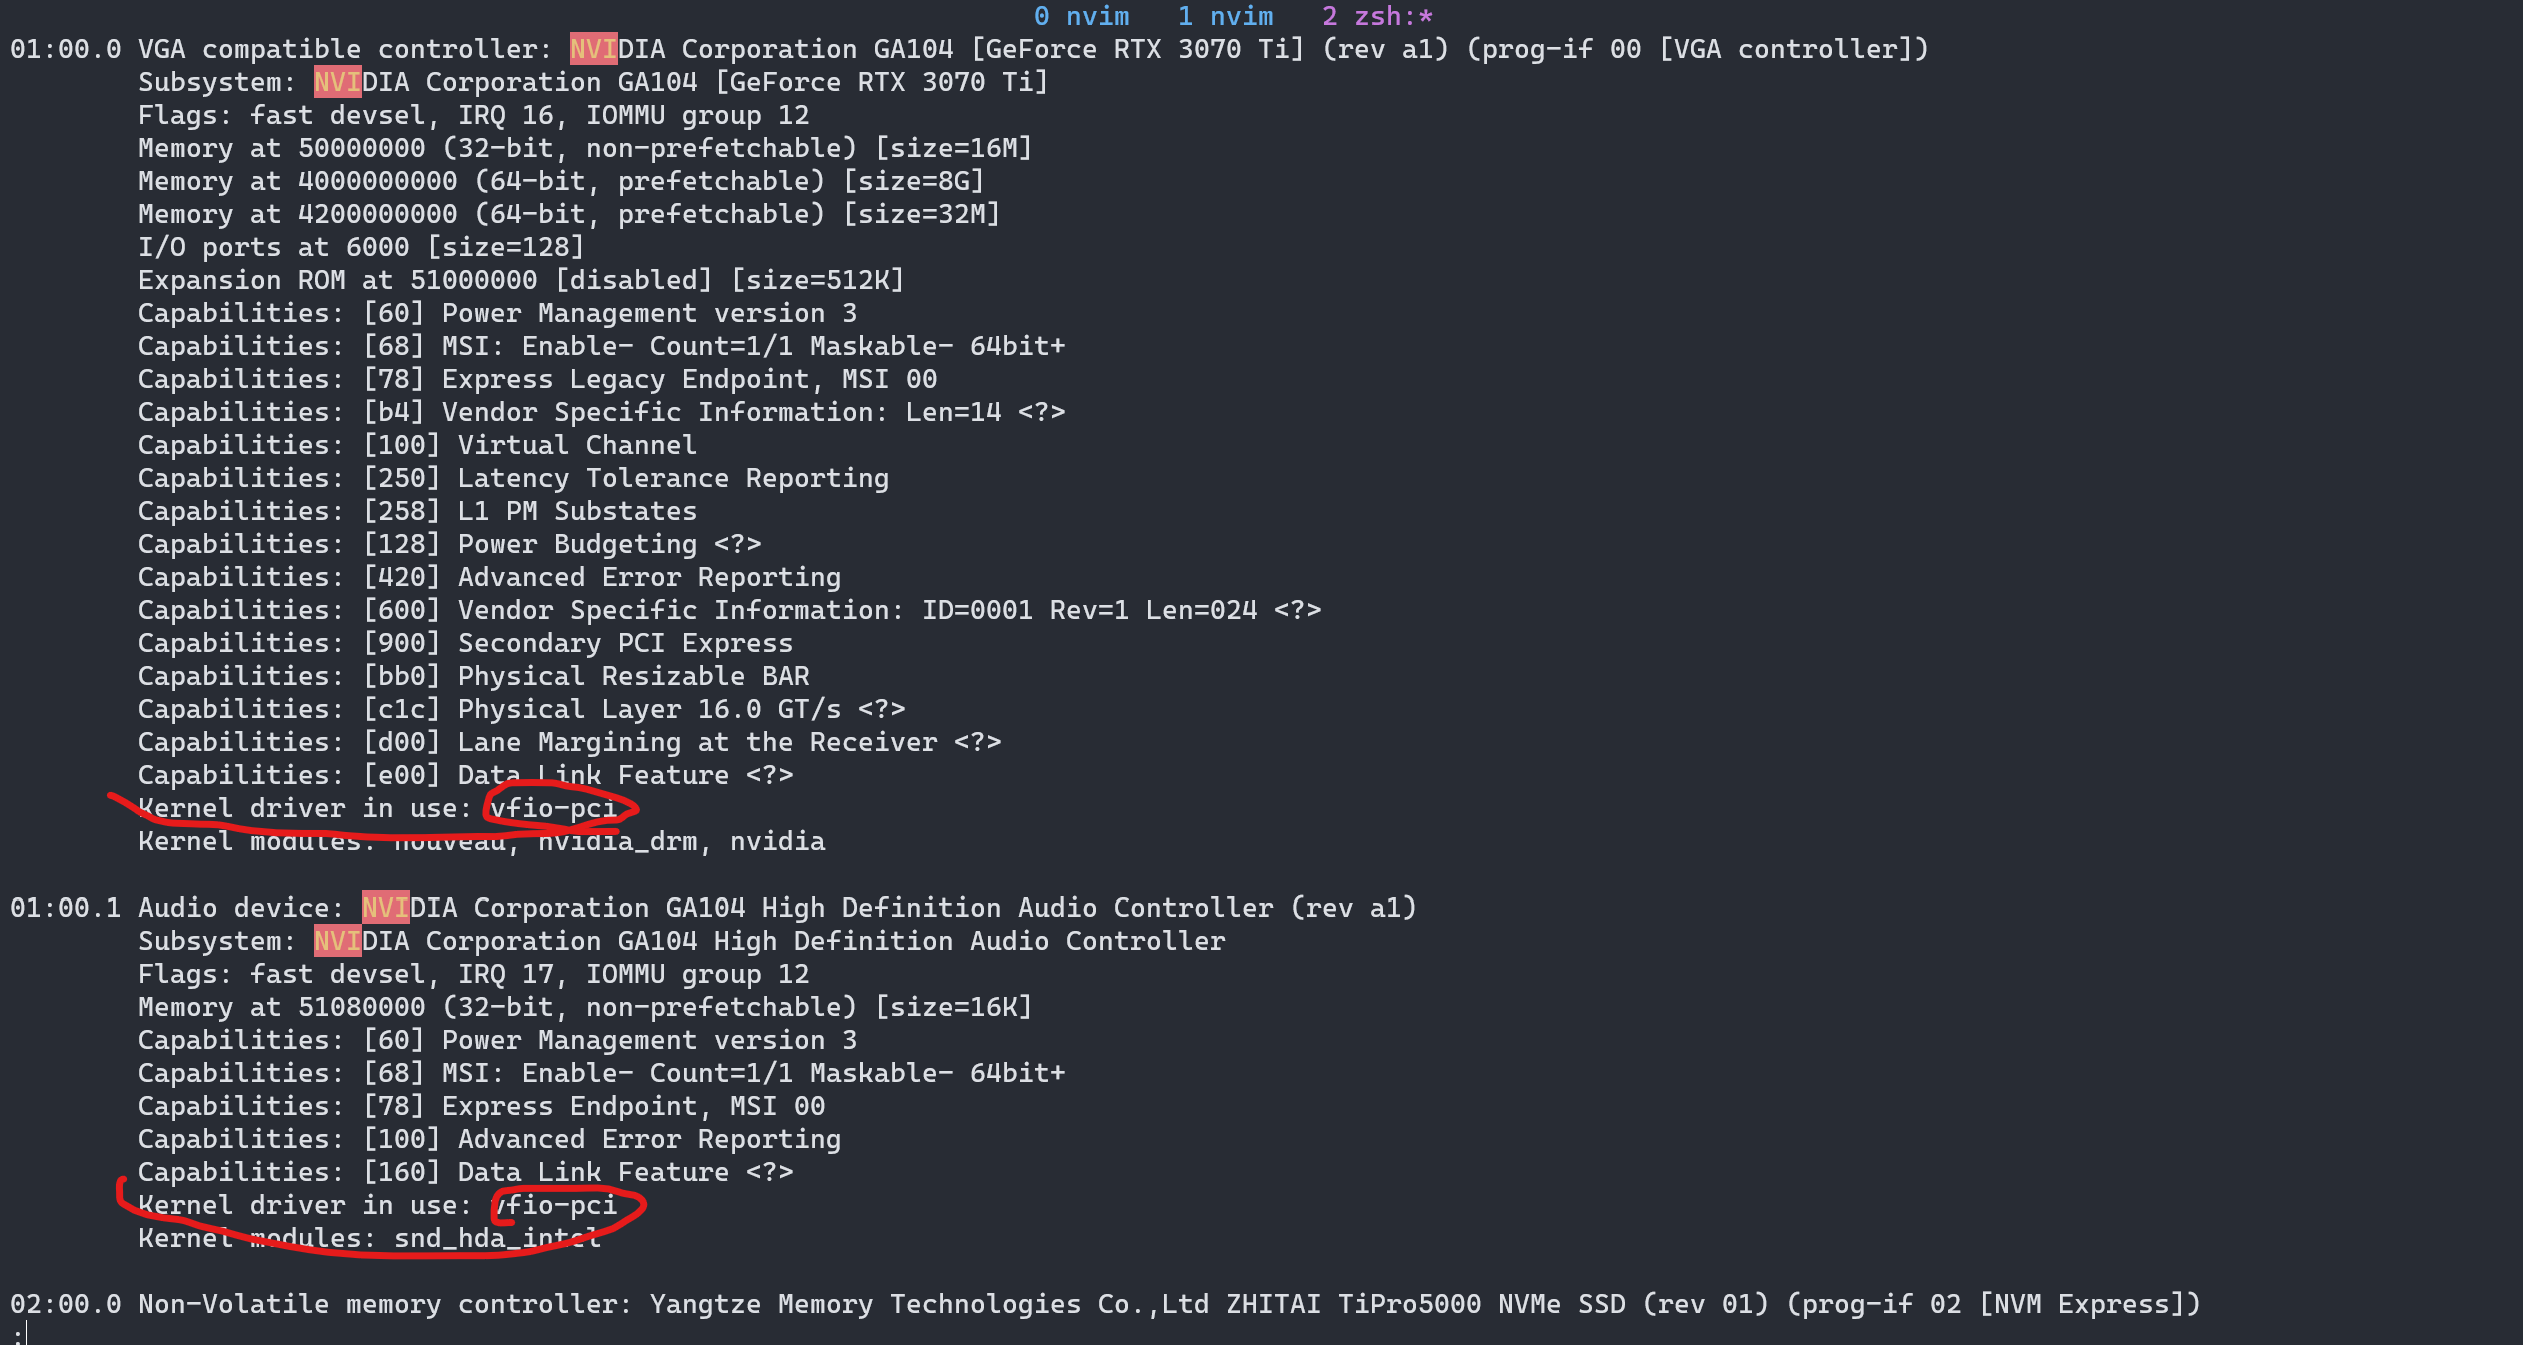 0 nvim 1 nvim 2 zsh:*
01:00.0 VGA compatible controller: NVIDIA Corporation GA104 [GeForce RTX 3070 Ti] (rev a1) (prog-if 00 [VGA controller])
Subsystem: NVIDIA Corporation GA104 [GeForce RTX 3070 Ti]
Flags: fast devsel, IRQ 16, IOMMU group 12
Memory at 50000000 (32-bit, non-prefetchable) [size=16M]
Memory at 4000000000 (64-bit, prefetchable) [size=8G]
Memory at 4200000000 (64-bit, prefetchable) [size=32M]
I/O ports at 6000 [size=128]
Expansion ROM at 51000000 [disabled] [size=512K]
Capabilities: [60] Power Management version 3
Capabilities: [68] MSI: Enable- Count=1/1 Maskable- 64bit+
Capabilities: [78] Express Legacy Endpoint, MSI 00
Capabilities: [b4] Vendor Specific Information: Len=14 <?>
Capabilities: [100] Virtual Channel
Capabilities: [250] Latency Tolerance Reporting
Capabilities: [258] L1 PM Substates
Capabilities: [128] Power Budgeting <?>
Capabilities: [420] Advanced Error Reporting
Capabilities: [600] Vendor Specific Information: ID=0001 Rev=1 Len=024 <?>
Capabilities: [900] Secondary PCI Express
Capabilities: [bb0] Physical Resizable BAR
Capabilities: [c1c] Physical Layer 16.0 GT/s <?>
Capabilities: [d00] Lane Margining at the Receiver <?>
Capabilities: [e00] Data Link Feature <?>
Kernel driver in use: vfio-pci
Kernel modules: nouveau, nvidia_drm, nvidia
01:00.1 Audio device: NVIDIA Corporation GA104 High Definition Audio Controller (rev a1)
Subsystem: NVIDIA Corporation GA104 High Definition Audio Controller
Flags: fast devsel, IRQ 17, IOMMU group 12
Memory at 51080000 (32-bit, non-prefetchable) [size=16K]
Capabilities: [60] Power Management version 3
Capabilities: [68] MSI: Enable- Count=1/1 Maskable- 64bit+
Capabilities: [78] Express Endpoint, MSI 00
Capabilities: [100] Advanced Error Reporting
Capabilities: [160] Data Link Feature <?>
Kernel driver in use: vfio-pci
Kernel modules: snd_hda_intel
02:00.0 Non-Volatile memory controller: Yangtze Memory Technologies Co.,Ltd ZHITAI TiPro5000 NVMe SSD (rev 01) (prog-if 02 [NVM Express])
: